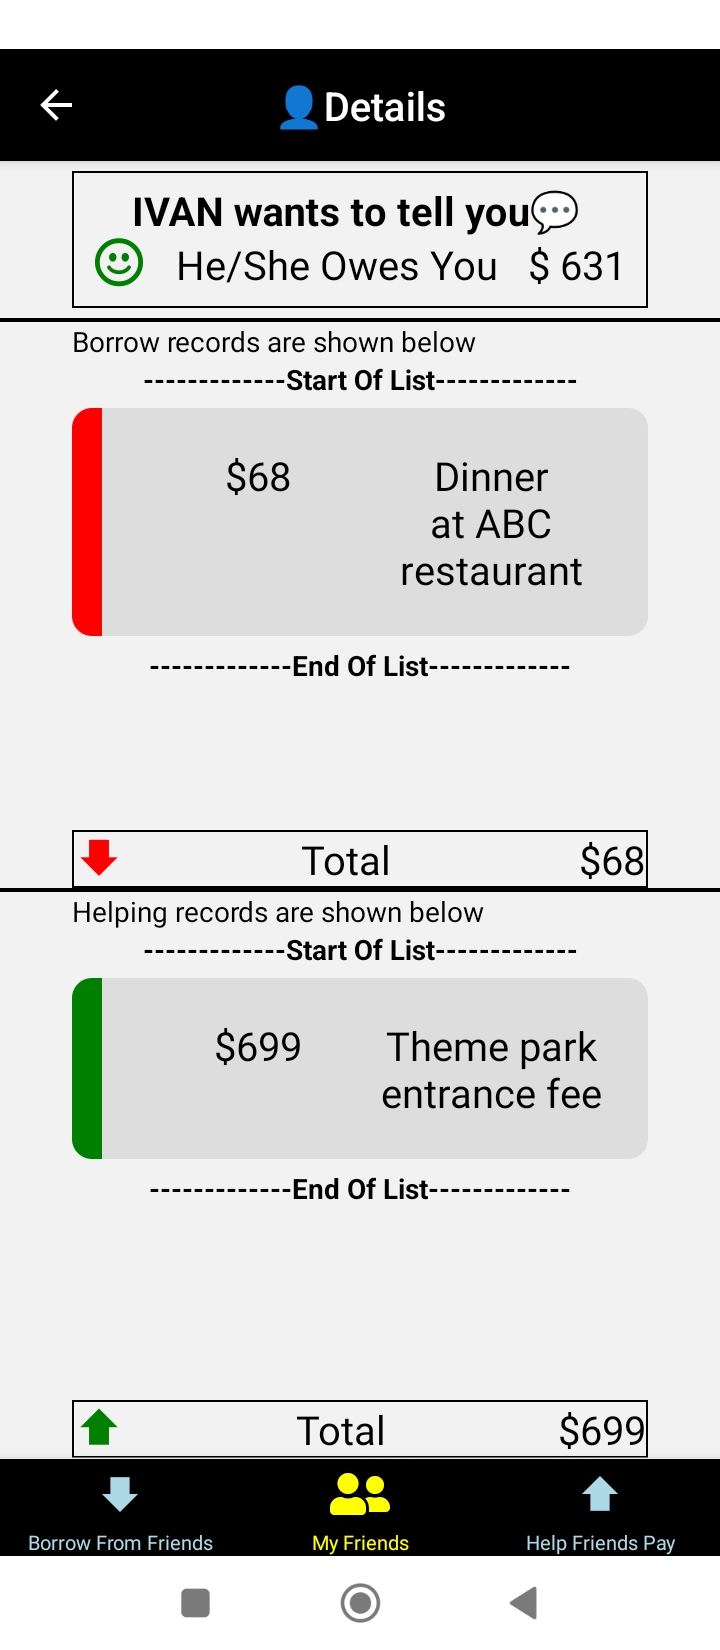 Details
IVAN wants to tell you
He/She Owes You $ 631
Borrow records are shown below
-------------Start Of List-------------
$68 Dinner
at ABC
restaurant
-------------End Of List-------------
Total $68
Helping records are shown below
-------------Start Of List-------------
$699 Theme park
entrance fee
-------------End Of List-------------
Total $699
Borrow From Friends My Friends Help Friends Pay